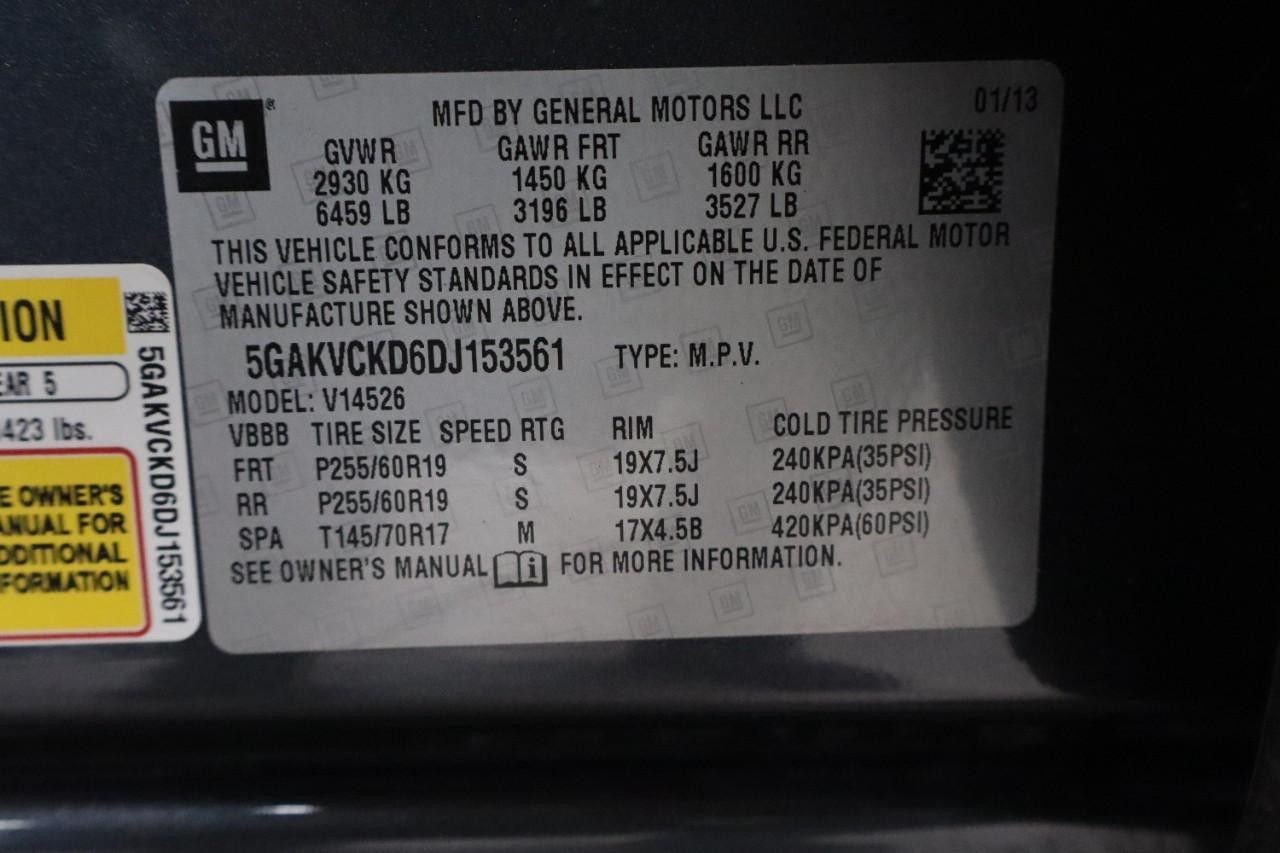 GM
MFD BY GENERAL MOTORS LLC
01/13
GVWR GAWR FRT GAWR RR
2930 KG 1450 KG 1600 KG
6459 LB 3196 LB 3527 LB
THIS VEHICLE CONFORMS TO ALL APPLICABLE U.S. FEDERAL MOTOR
VEHICLE SAFETY STANDARDS IN EFFECT ON THE DATE OF
MANUFACTURE SHOWN ABOVE.
5GAKVCKD6DJ153561 TYPE: M.P.V.
MODEL: V14526
VBBB TIRE SIZE SPEED RTG RIM COLD TIRE PRESSURE
FRT P255/60R19 S 19X7.5J 240KPA(35PSI)
RR P255/60R19 S 19X7.5J 240KPA(35PSI)
SPA T145/70R17 M 17X4.5B 420KPA(60PSI)
SEE OWNER'S MANUAL i FOR MORE INFORMATION.
ION
EAR 5
423 lbs.
E OWNER'S
ANUAL FOR
DDITIONAL
FORMATION
5GAKVCKD6DJ153561